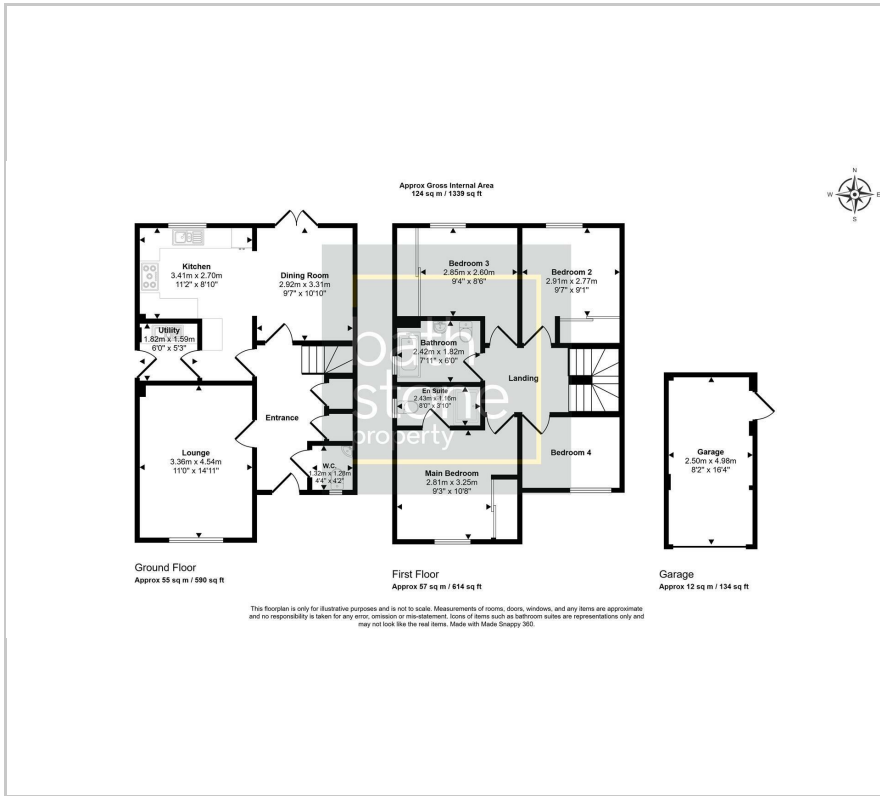 Approx Gross Internal Area
124 sq m / 1339 sq ft
N
W
E
S
Kitchen
3.41m x 2.70m
11'2" x 8'10"
Dining Room
2.92m x 3.31m
9'7" x 10'10"
Utility
1.82m x 1.59m
6'0" x 5'3"
Entrance
Lounge
3.36m x 4.54m
11'0" x 14'11"
W.C.
1.32m x 1.28m
4'4" x 4'2"
Ground Floor
Approx 55 sq m / 590 sq ft
Bedroom 3
2.85m x 2.60m
9'4" x 8'6"
Bedroom 2
2.91m x 2.77m
9'7" x 9'1"
Bathroom
2.42m x 1.82m
7'11" x 6'0"
Landing
En Suite
2.43m x 1.16m
8'0" x 3'10"
Main Bedroom
2.81m x 3.25m
9'3" x 10'8"
Bedroom 4
First Floor
Approx 57 sq m / 614 sq ft
Garage
2.50m x 4.98m
8'2" x 16'4"
Garage
Approx 12 sq m / 134 sq ft
bath
stone
property
This floorplan is only for illustrative purposes and is not to scale. Measurements of rooms, doors, windows, and any items are approximate
and no responsibility is taken for any error, omission or mis-statement. Icons of items such as bathroom suites are representations only and
may not look like the real items. Made with Made Snappy 360.